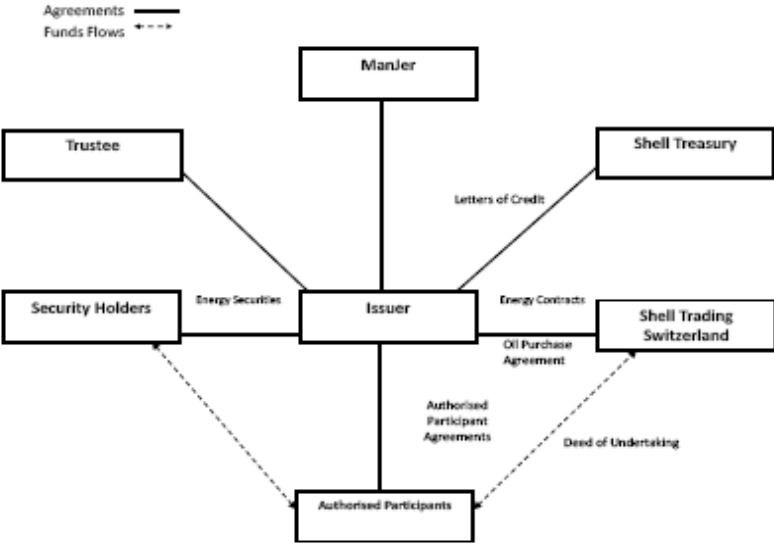 Agreements
Funds Flows
ManJer
Trustee
Shell Treasury
Letters of Credit
Security Holders
Energy Securities
Issuer
Energy Contracts
Shell Trading
Switzerland
Oil Purchase
Agreement
Authorised
Participant
Agreements
Deed of Undertaking
Authorised Participants